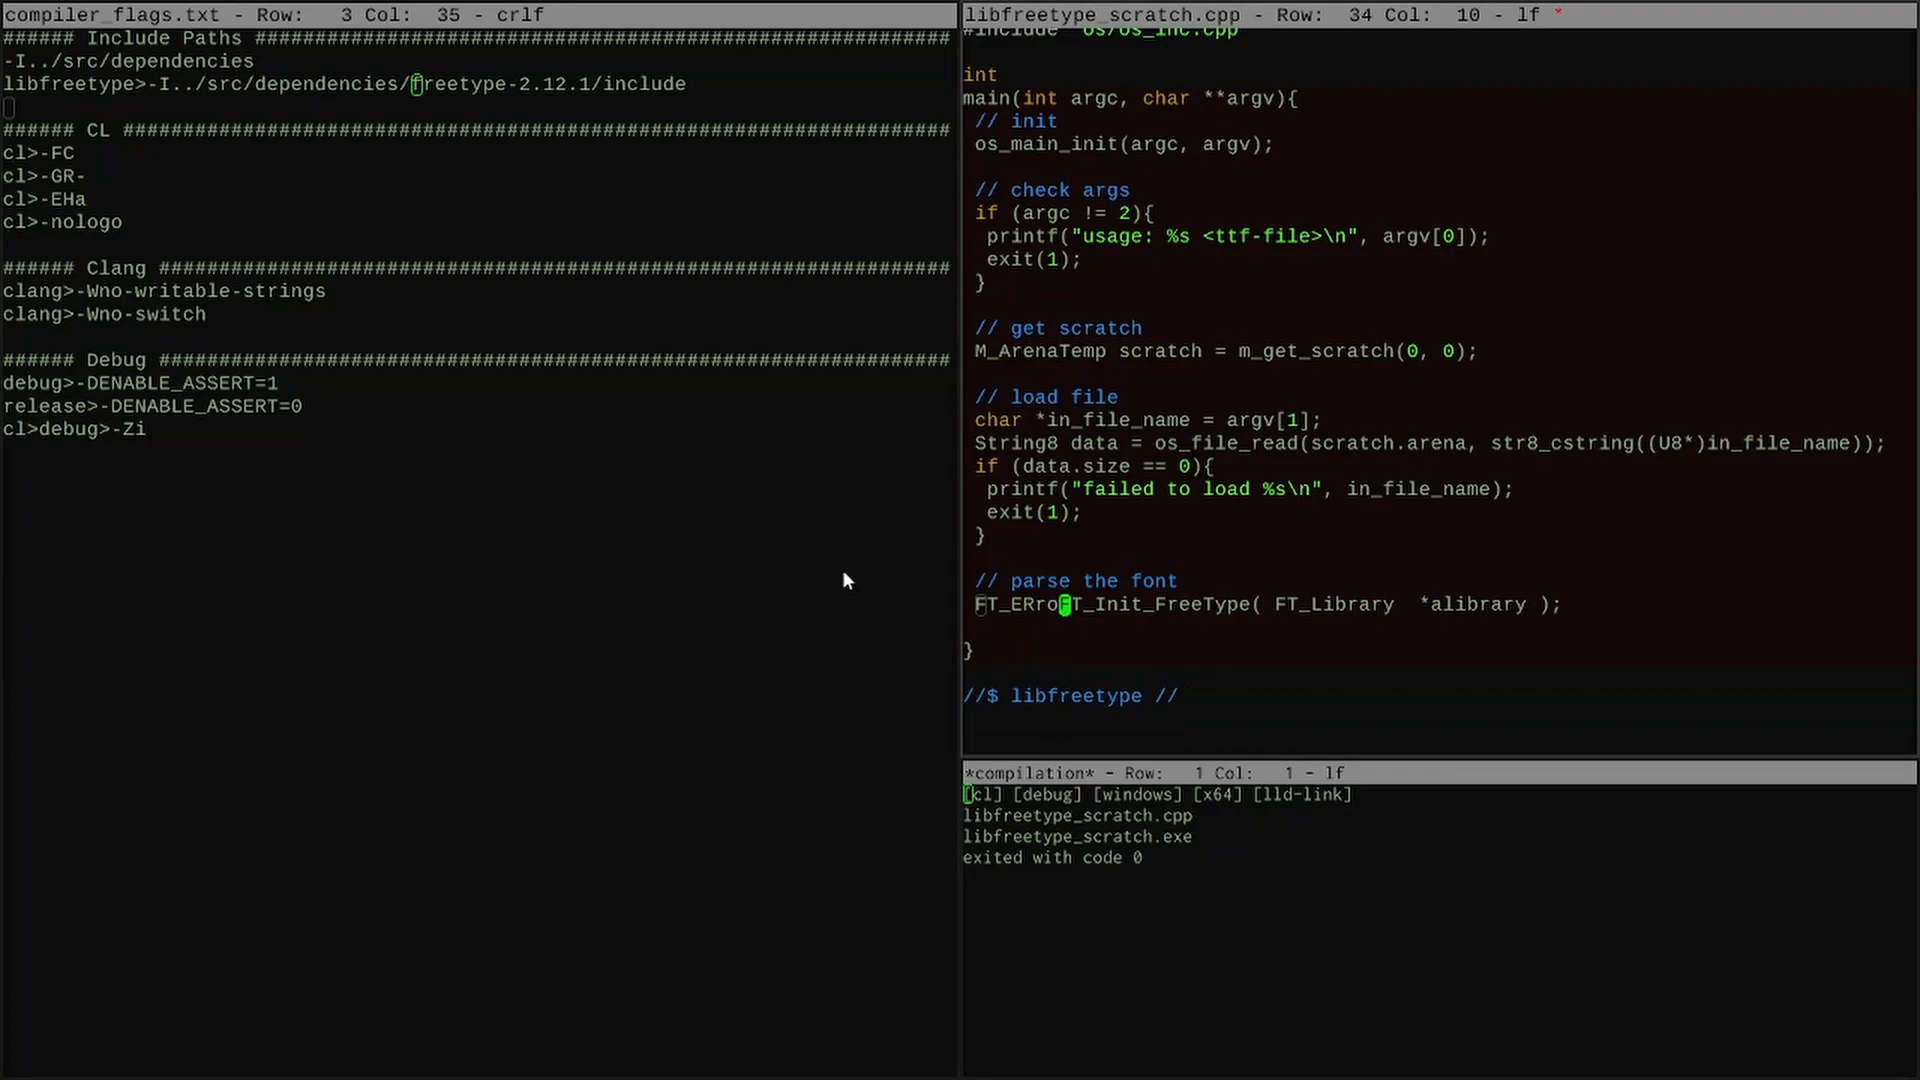 compiler_flags.txt - Row:   3 Col:  35 - crlf
###### Include Paths ##########################################################
-I../src/dependencies
libfreetype>-I../src/dependencies/freetype-2.12.1/include
###### CL #####################################################################
cl>-FC
cl>-GR-
cl>-EHa
cl>-nologo
###### Clang ##################################################################
clang>-Wno-writable-strings
clang>-Wno-switch
###### Debug ##################################################################
debug>-DENABLE_ASSERT=1
release>-DENABLE_ASSERT=0
cl>debug>-Zi
libfreetype_scratch.cpp - Row:  34 Col:  10 - lf *
#include "os/os_inc.cpp
int
main(int argc, char **argv){
// init
os_main_init(argc, argv);
// check args
if (argc != 2){
printf("usage: %s <ttf-file>\n", argv[0]);
exit(1);
}
// get scratch
M_ArenaTemp scratch = m_get_scratch(0, 0);
// load file
char *in_file_name = argv[1];
String8 data = os_file_read(scratch.arena, str8_cstring((U8*)in_file_name));
if (data.size == 0){
printf("failed to load %s\n", in_file_name);
exit(1);
}
// parse the font
FT_ERroFT_Init_FreeType( FT_Library  *alibrary );
}
//$ libfreetype //
*compilation* - Row:   1 Col:   1 - lf
[cl] [debug] [windows] [x64] [lld-link]
libfreetype_scratch.cpp
libfreetype_scratch.exe
exited with code 0